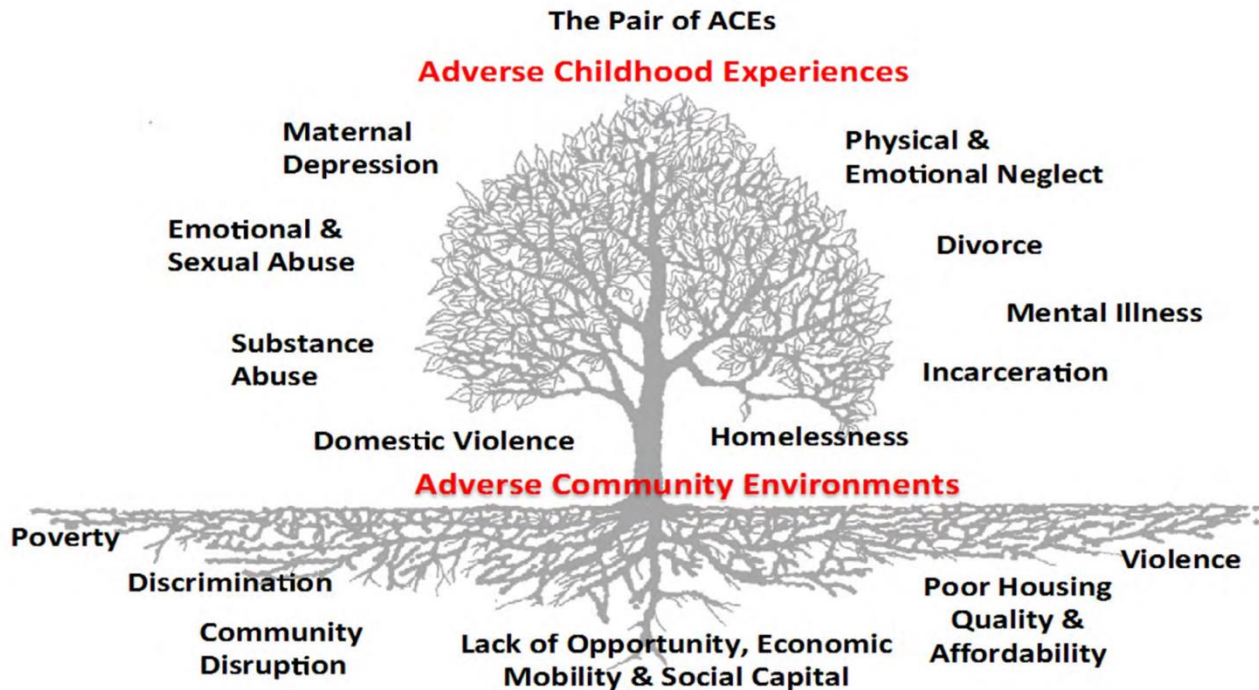 The Pair of ACEs
Adverse Childhood Experiences
Maternal
Depression
Physical &
Emotional Neglect
Emotional &
Sexual Abuse
Divorce
Mental Illness
Substance
Abuse
Incarceration
Domestic Violence
Homelessness
Adverse Community Environments
Poverty
Discrimination
Community
Disruption
Lack of Opportunity, Economic
Mobility & Social Capital
Poor Housing
Quality &
Affordability
Violence